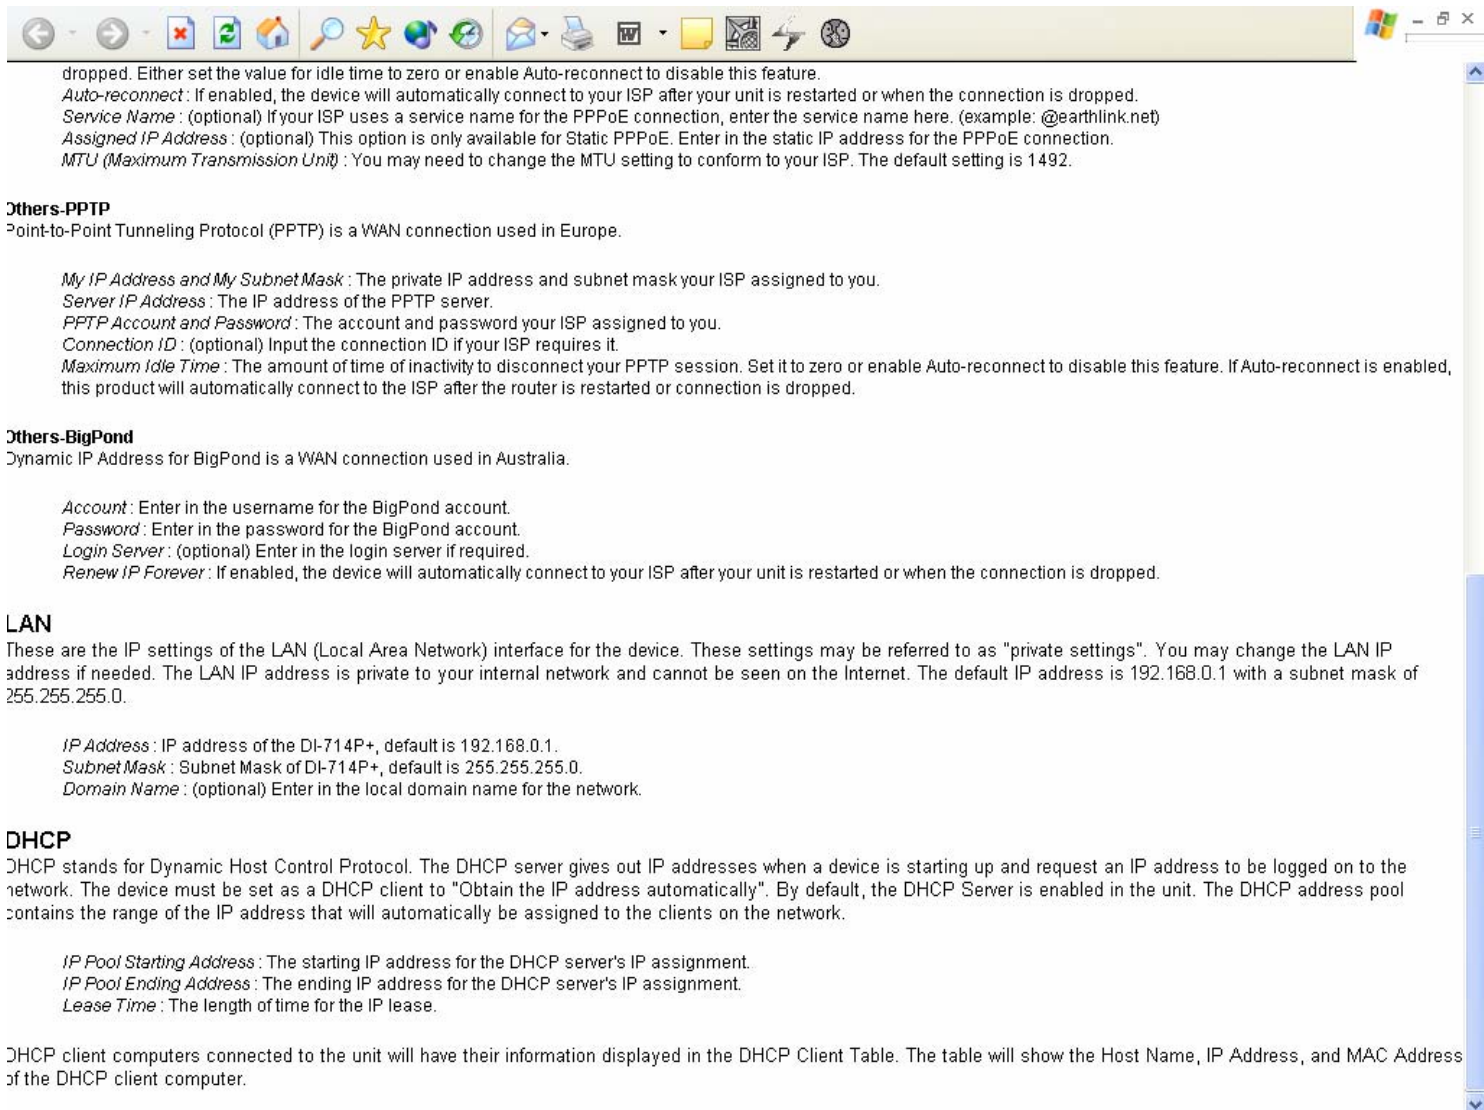 dropped. Either set the value for idle time to zero or enable Auto-reconnect to disable this feature.
Auto-reconnect : If enabled, the device will automatically connect to your ISP after your unit is restarted or when the connection is dropped.
Service Name : (optional) If your ISP uses a service name for the PPPoE connection, enter the service name here. (example: @earthlink.net)
Assigned IP Address : (optional) This option is only available for Static PPPoE. Enter in the static IP address for the PPPoE connection.
MTU (Maximum Transmission Unit) : You may need to change the MTU setting to conform to your ISP. The default setting is 1492.
Others-PPTP
Point-to-Point Tunneling Protocol (PPTP) is a WAN connection used in Europe.
My IP Address and My Subnet Mask : The private IP address and subnet mask your ISP assigned to you.
Server IP Address : The IP address of the PPTP server.
PPTP Account and Password : The account and password your ISP assigned to you.
Connection ID : (optional) Input the connection ID if your ISP requires it.
Maximum Idle Time : The amount of time of inactivity to disconnect your PPTP session. Set it to zero or enable Auto-reconnect to disable this feature. If Auto-reconnect is enabled,
this product will automatically connect to the ISP after the router is restarted or connection is dropped.
Others-BigPond
Dynamic IP Address for BigPond is a WAN connection used in Australia.
Account : Enter in the username for the BigPond account.
Password : Enter in the password for the BigPond account.
Login Server : (optional) Enter in the login server if required.
Renew IP Forever : If enabled, the device will automatically connect to your ISP after your unit is restarted or when the connection is dropped.
LAN
These are the IP settings of the LAN (Local Area Network) interface for the device. These settings may be referred to as "private settings". You may change the LAN IP
address if needed. The LAN IP address is private to your internal network and cannot be seen on the Internet. The default IP address is 192.168.0.1 with a subnet mask of
255.255.255.0.
IP Address : IP address of the DI-714P+, default is 192.168.0.1.
Subnet Mask : Subnet Mask of DI-714P+, default is 255.255.255.0.
Domain Name : (optional) Enter in the local domain name for the network.
DHCP
DHCP stands for Dynamic Host Control Protocol. The DHCP server gives out IP addresses when a device is starting up and request an IP address to be logged on to the
network. The device must be set as a DHCP client to "Obtain the IP address automatically". By default, the DHCP Server is enabled in the unit. The DHCP address pool
contains the range of the IP address that will automatically be assigned to the clients on the network.
IP Pool Starting Address : The starting IP address for the DHCP server's IP assignment.
IP Pool Ending Address : The ending IP address for the DHCP server's IP assignment.
Lease Time : The length of time for the IP lease.
DHCP client computers connected to the unit will have their information displayed in the DHCP Client Table. The table will show the Host Name, IP Address, and MAC Address
of the DHCP client computer.